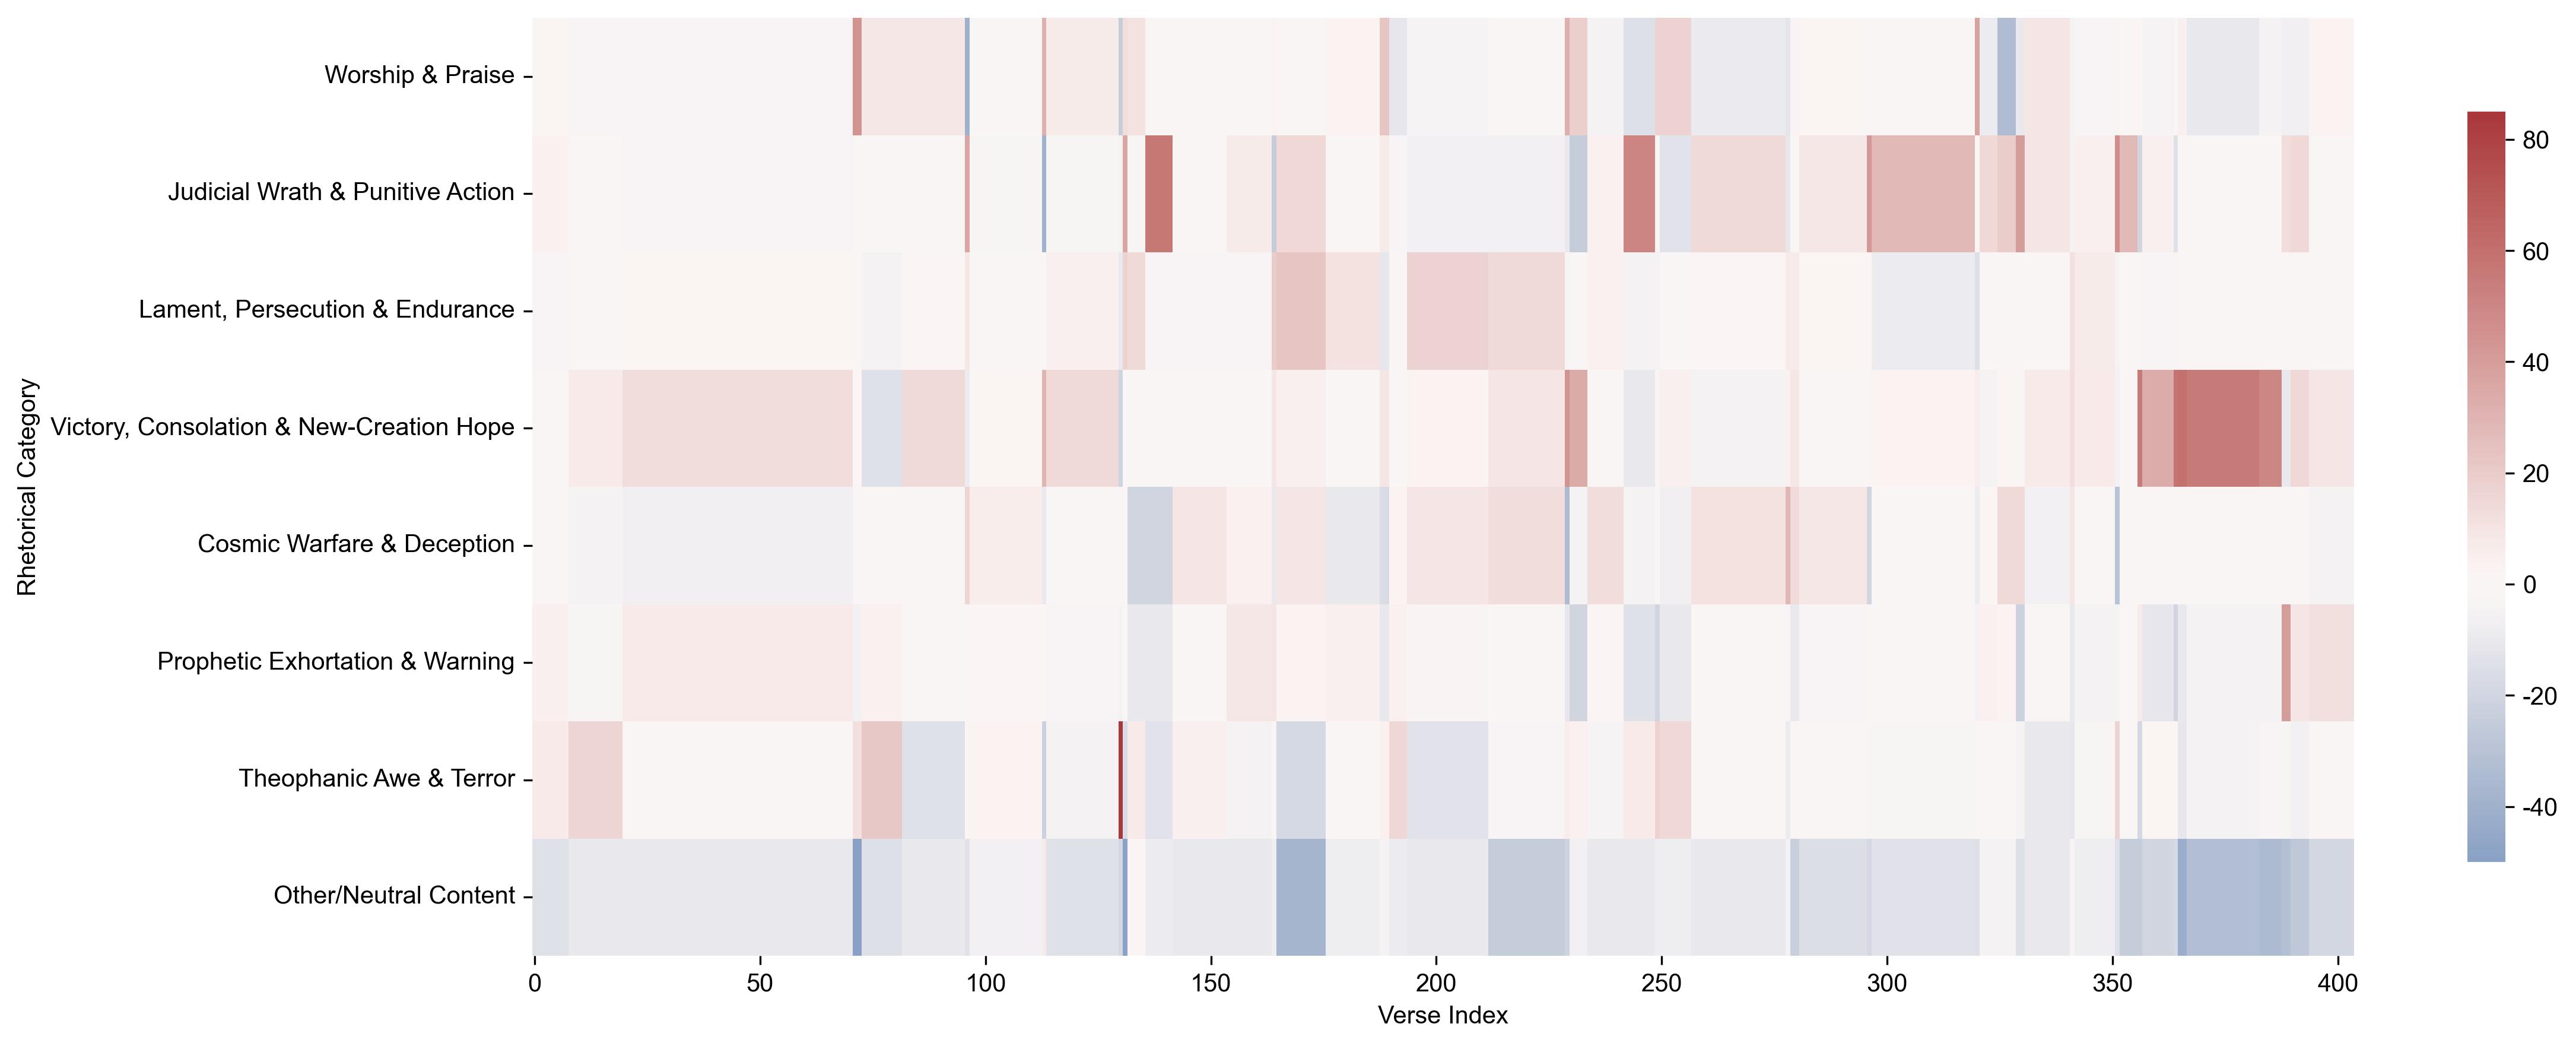 Rhetorical Category
Worship & Praise
Judicial Wrath & Punitive Action
Lament, Persecution & Endurance
Victory, Consolation & New-Creation Hope
Cosmic Warfare & Deception
Prophetic Exhortation & Warning
Theophanic Awe & Terror
Other/Neutral Content
0 50 100 150 200 250 300 350 400
Verse Index
80
60
40
20
0
-20
-40